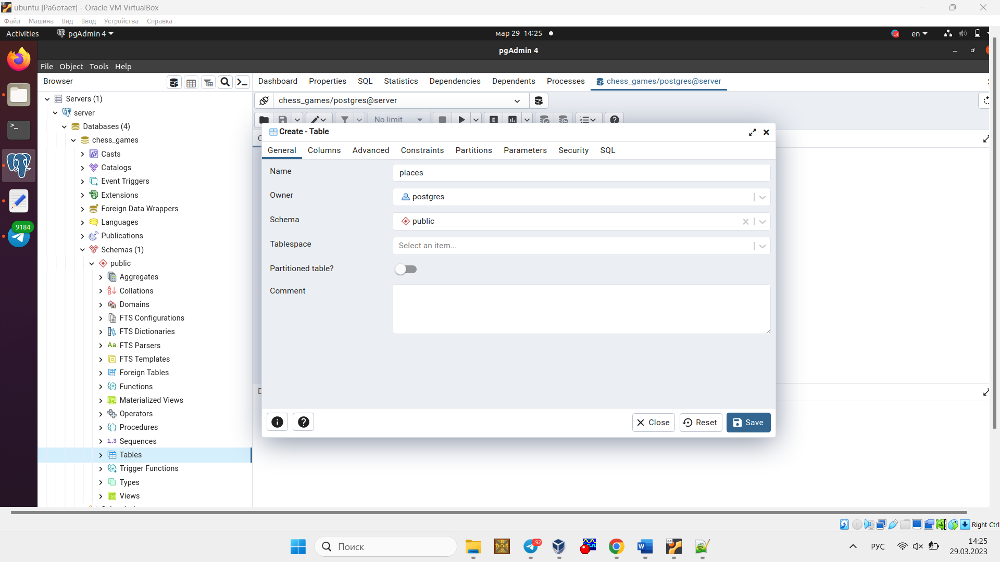 ubuntu [Работает] - Oracle VM VirtualBox
Файл Машина Вид Ввод Устройства Справка
Activities pgAdmin 4 мар 29 14:25 en
pgAdmin 4
File Object Tools Help
Browser
Dashboard Properties SQL Statistics Dependencies Dependents Processes chess_games/postgres@server
Servers (1)
chess_games/postgres@server
server
No limit
Databases (4)
chess_games
Casts
Catalogs
Event Triggers
Extensions
Foreign Data Wrappers
Languages
Publications
Schemas (1)
public
Aggregates
Collations
Domains
FTS Configurations
FTS Dictionaries
Aa FTS Parsers
FTS Templates
Foreign Tables
Functions
Materialized Views
Operators
Procedures
1..3 Sequences
Tables
Trigger Functions
Types
Views
Create - Table
General Columns Advanced Constraints Partitions Parameters Security SQL
Name places
Owner postgres
Schema public
Tablespace Select an item...
Partitioned table?
Comment
Close Reset Save
9184
Right Ctrl
Поиск
..92
РУС
14:25
29.03.2023